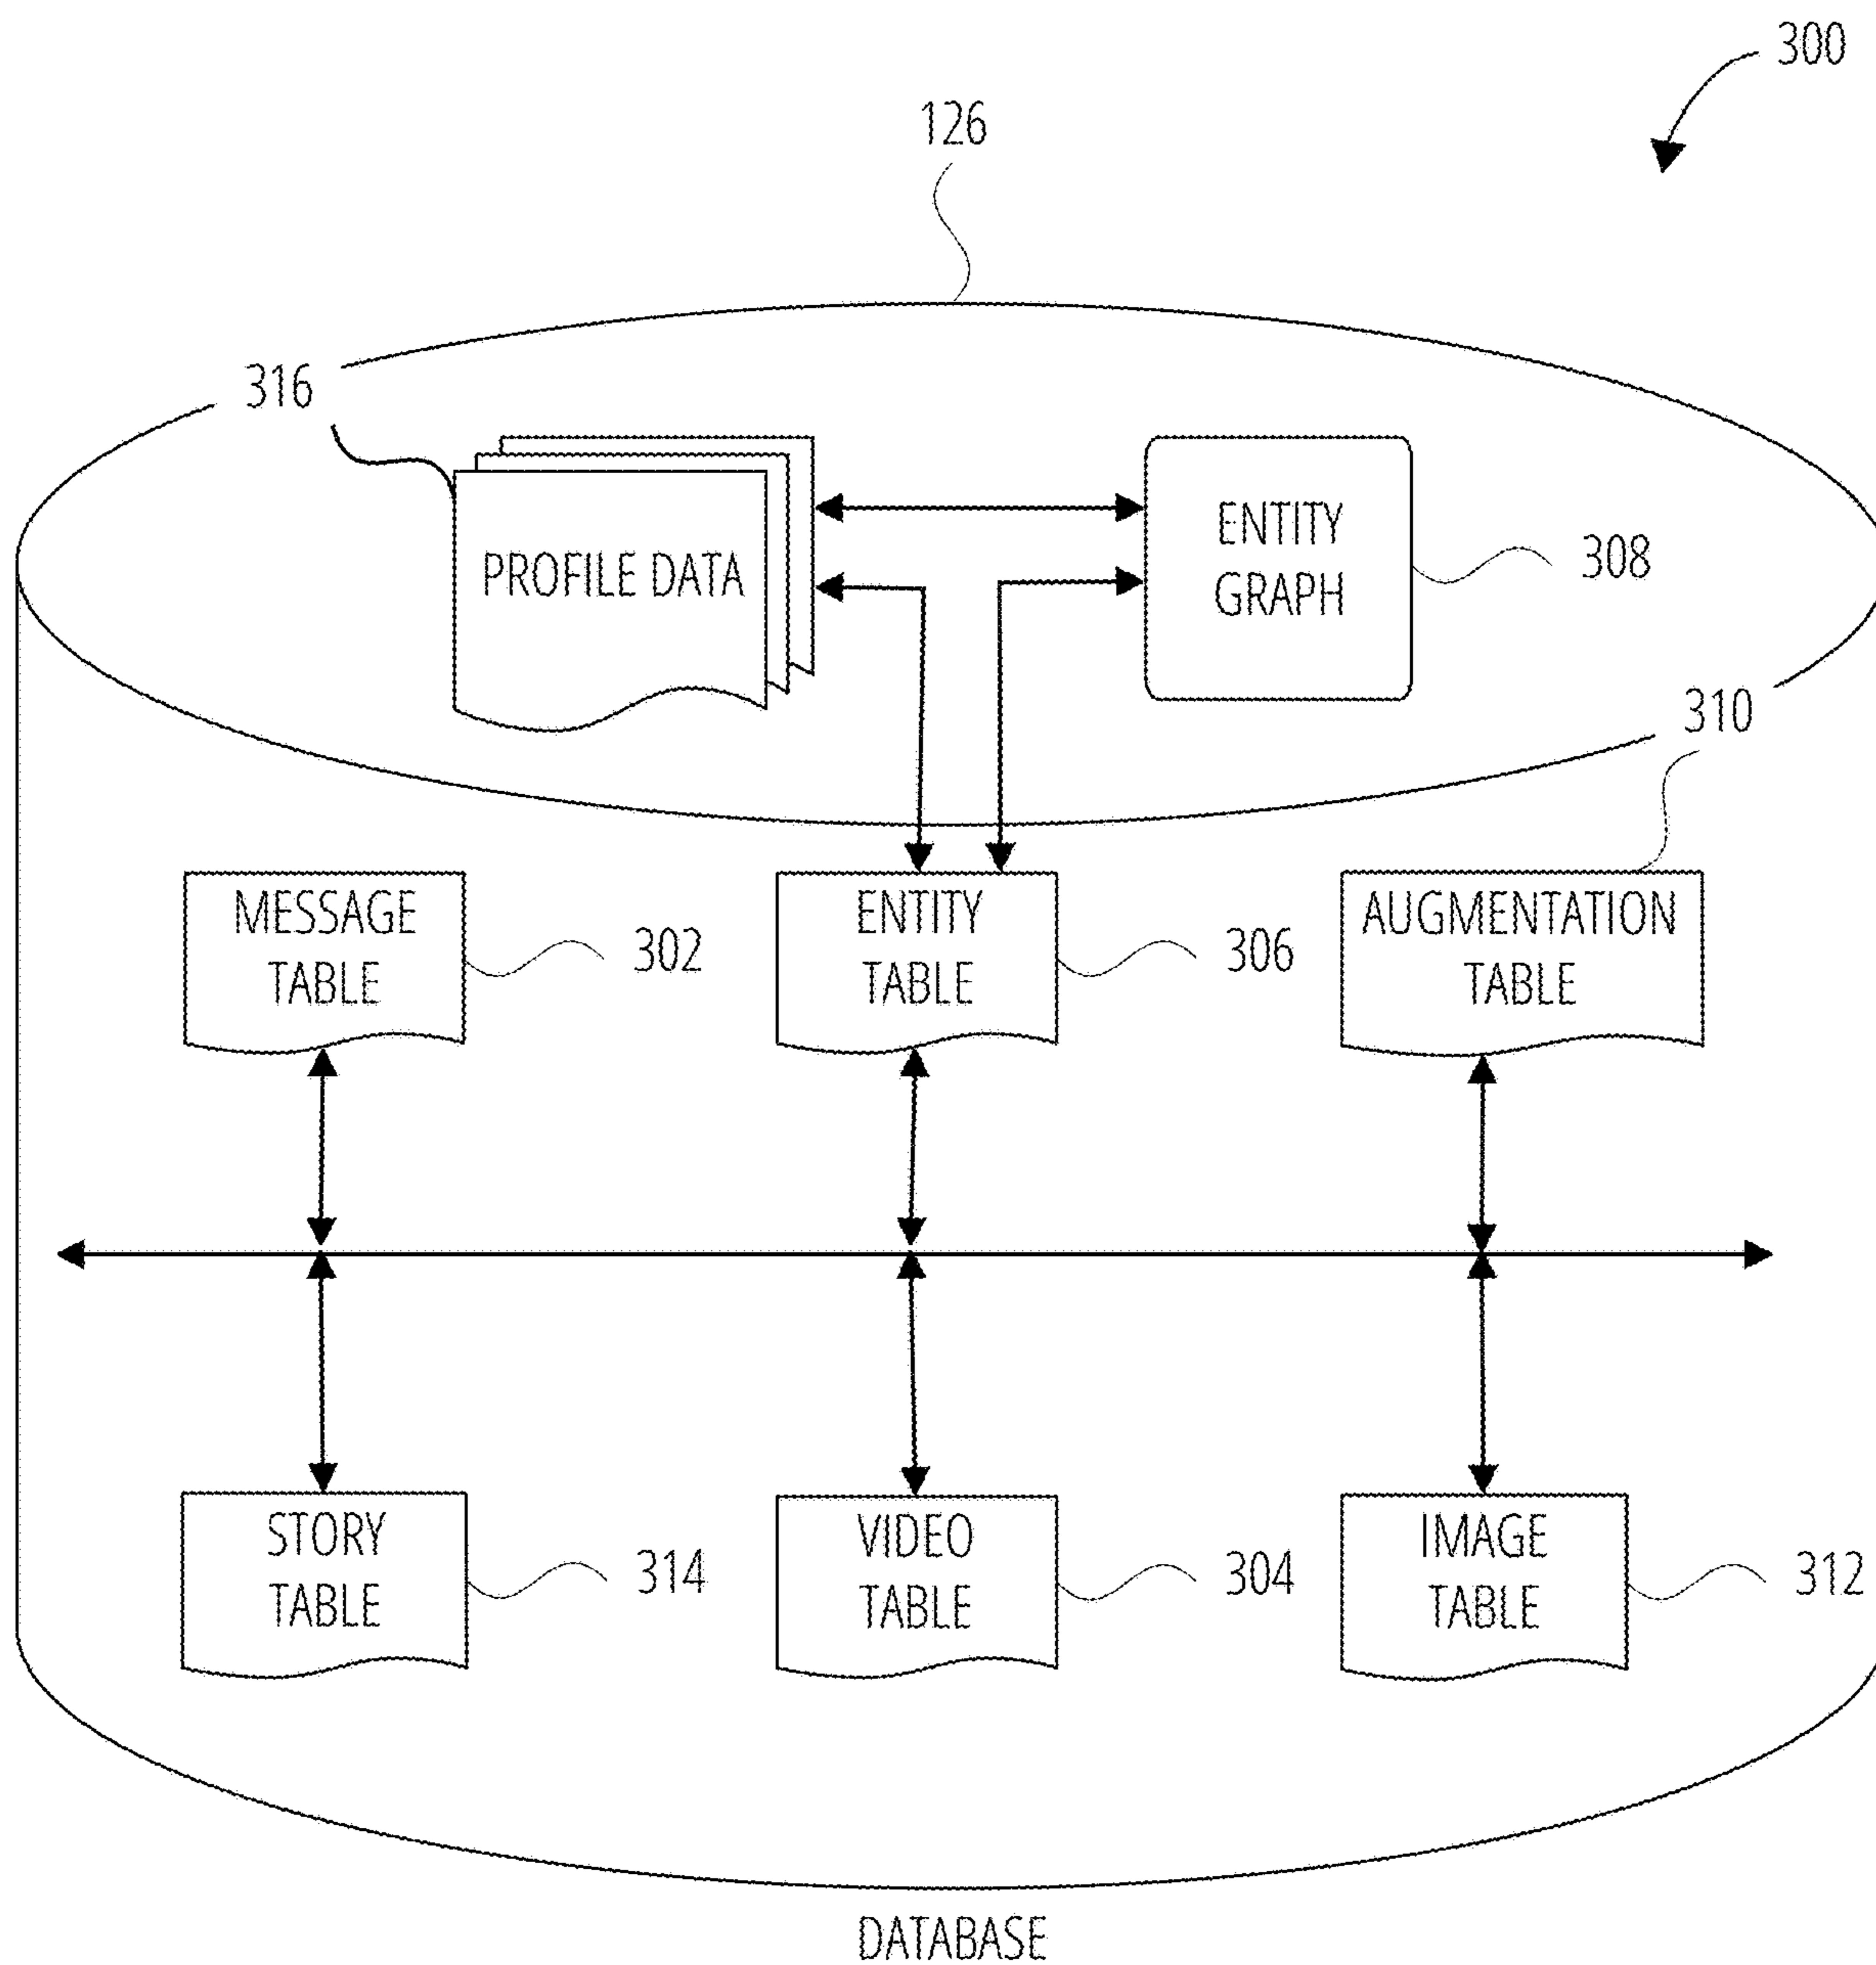 300
126
316
PROFILE DATA
ENTITY
GRAPH
308
310
MESSAGE
TABLE
302
ENTITY
TABLE
306
AUGMENTATION
TABLE
STORY
TABLE
314
VIDEO
TABLE
304
IMAGE
TABLE
312
DATABASE